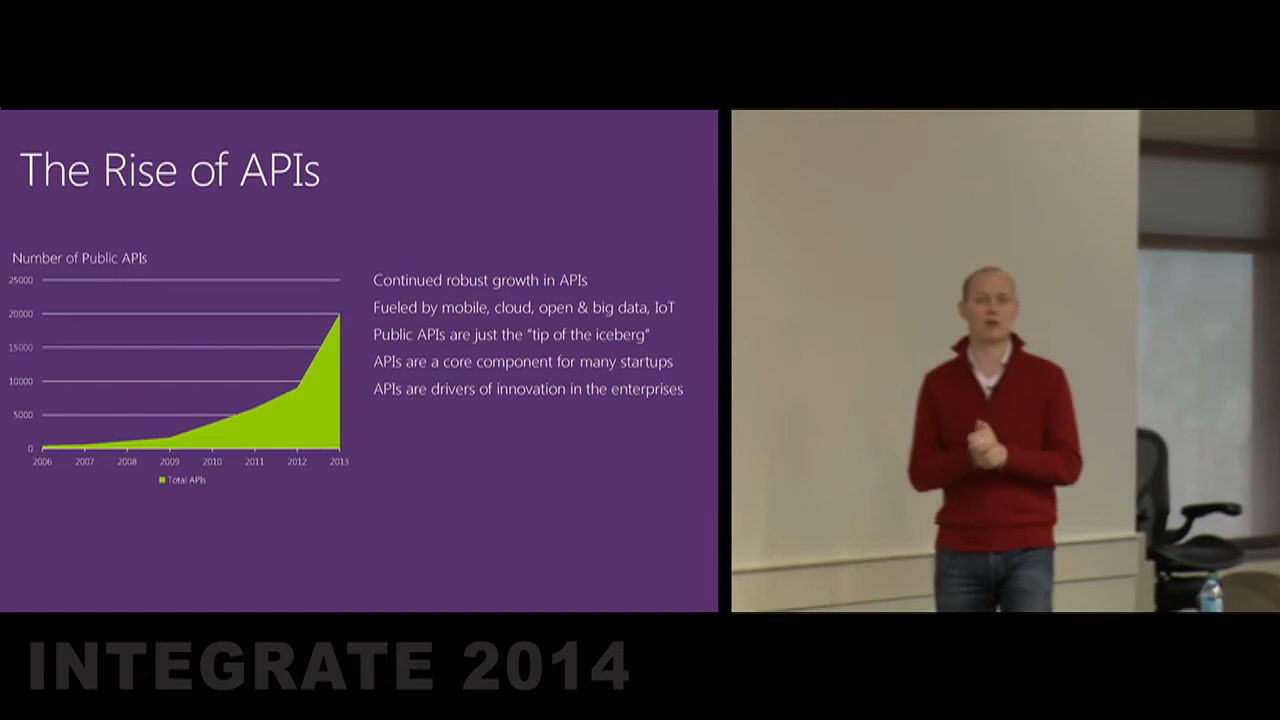 The Rise of APIs
Number of Public APIs
25000
20000
15000
10000
5000
0
2006 2007 2008 2009 2010 2011 2012 2013
Total APIs
Continued robust growth in APIs
Fueled by mobile, cloud, open & big data, IoT
Public APIs are just the “tip of the iceberg”
APIs are a core component for many startups
APIs are drivers of innovation in the enterprises
INTEGRATE 2014